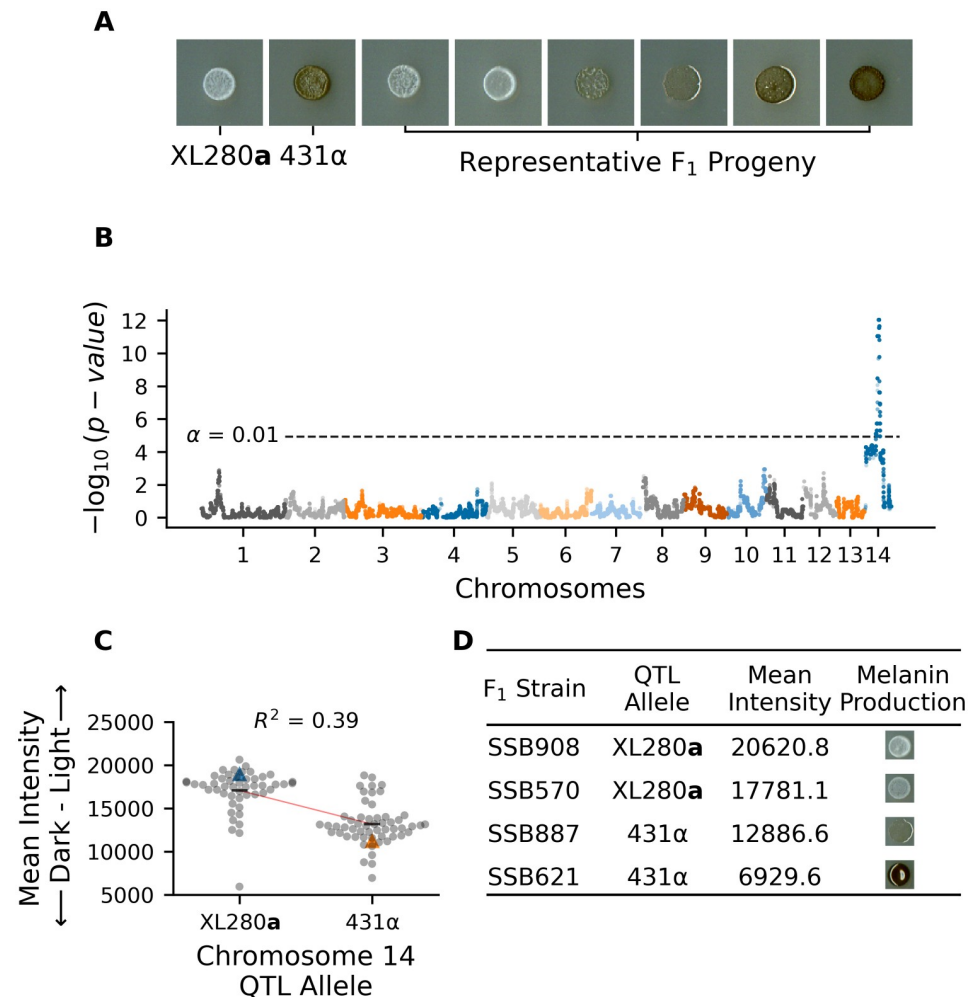 A
XL280a 431α
Representative F₁ Progeny
B
−log₁₀ (p − value)
12
10
8
6
4
2
0
α = 0.01
1 2 3 4 5 6 7 8 9 10 11 12 13 14
Chromosomes
C
Mean Intensity
←— Dark - Light —→
25000
20000
15000
10000
5000
R² = 0.39
XL280a 431α
Chromosome 14
QTL Allele
D
F₁ Strain QTL Allele Mean Intensity Melanin Production
SSB908 XL280a 20620.8
SSB570 XL280a 17781.1
SSB887 431α 12886.6
SSB621 431α 6929.6